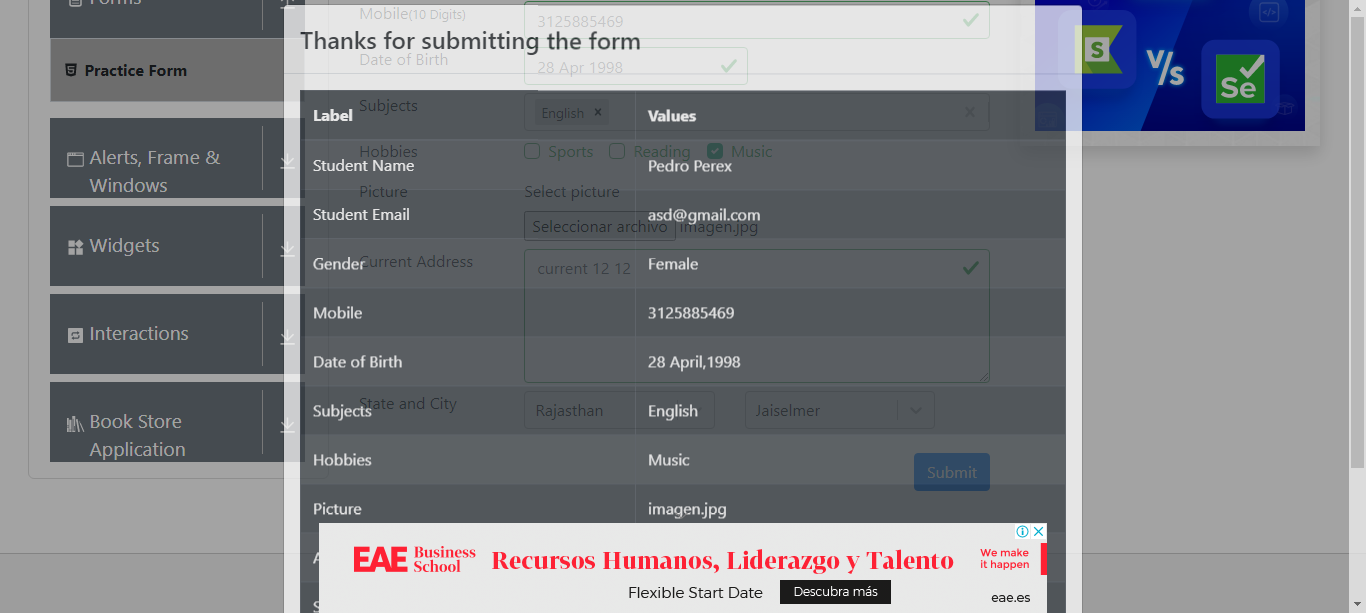 Forms
Practice Form
Alerts, Frame &
Windows
Widgets
Interactions
Book Store
Application
Mobile(10 Digits)
3125885469
Thanks for submitting the form
Date of Birth
28 Apr 1998
Subjects
English ×
Hobbies
Sports
Reading
Music
Picture
Select picture
Seleccionar archivo imagen.jpg
Current Address
current 12 12
State and City
Rajasthan
Jaiselmer
Submit
Label Values
Student Name Pedro Perex
Student Email asd@gmail.com
Gender Female
Mobile 3125885469
Date of Birth 28 April,1998
Subjects English
Hobbies Music
Picture imagen.jpg
EAE Business
School
Recursos Humanos, Liderazgo y Talento
Flexible Start Date
Descubra más
We make
it happen
eae.es
S
V/s
Se